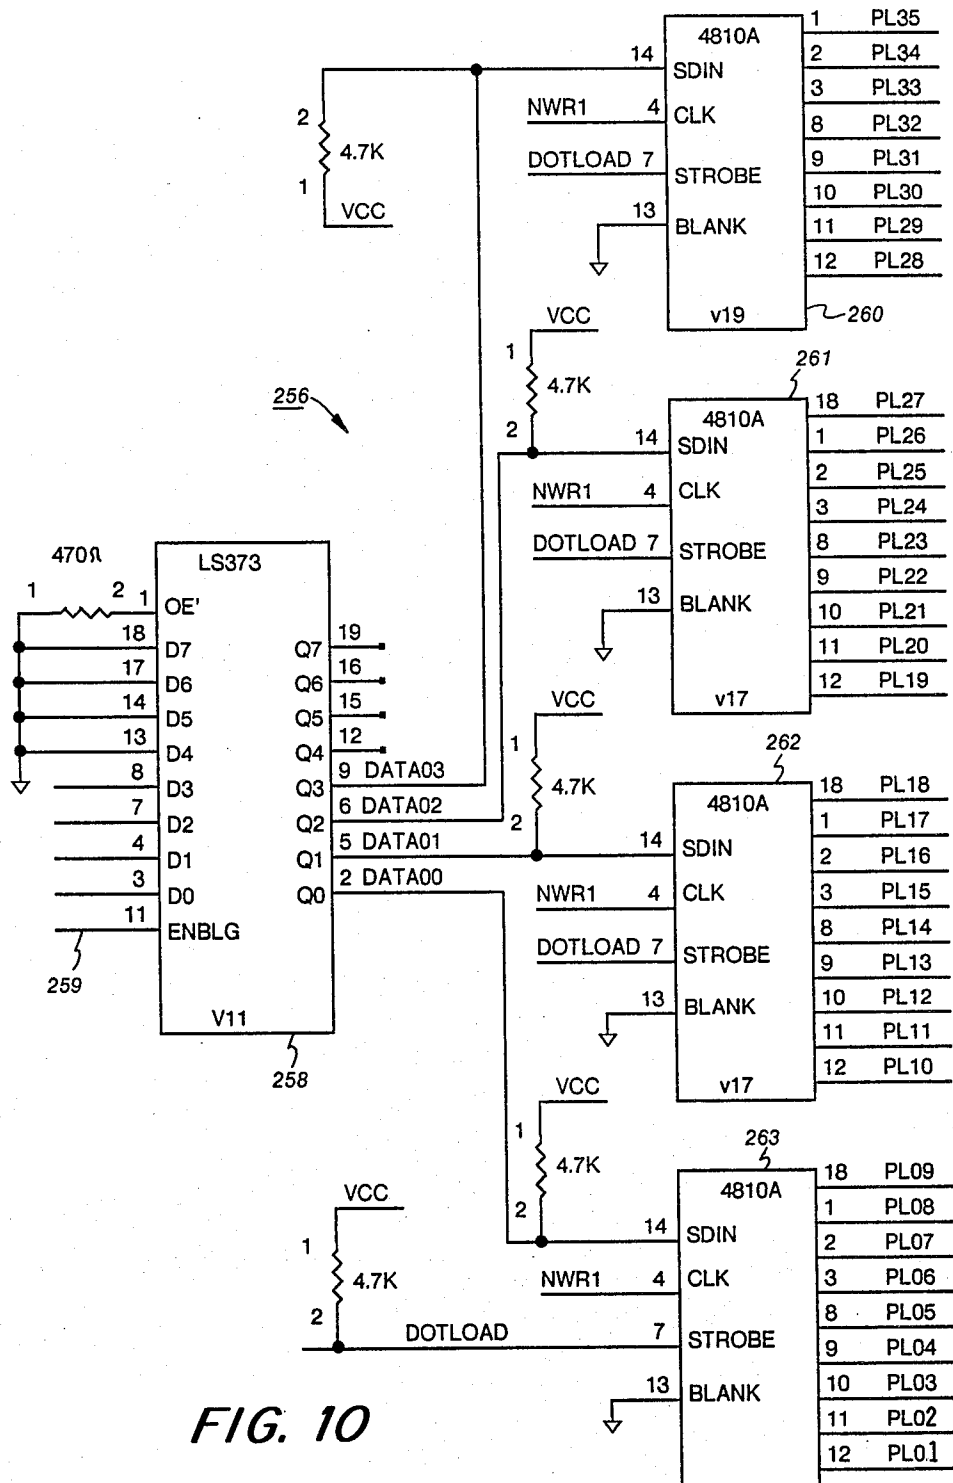 4810A
14 SDIN
NWR1 4 CLK
DOTLOAD 7 STROBE
13 BLANK
v19
1 PL35
2 PL34
3 PL33
8 PL32
9 PL31
10 PL30
11 PL29
12 PL28
260
2
4.7K
1
VCC
VCC
1
4.7K
2
256
261
4810A
14 SDIN
NWR1 4 CLK
DOTLOAD 7 STROBE
13 BLANK
v17
18 PL27
1 PL26
2 PL25
3 PL24
8 PL23
9 PL22
10 PL21
11 PL20
12 PL19
470Ω
1 2
LS373
1 OE'
18 D7
17 D6
14 D5
13 D4
8 D3
7 D2
4 D1
3 D0
11 ENBLG
259
Q7 19
Q6 16
Q5 15
Q4 12
Q3 9 DATA03
Q2 6 DATA02
Q1 5 DATA01
Q0 2 DATA00
V11
258
VCC
1
4.7K
2
262
4810A
14 SDIN
NWR1 4 CLK
DOTLOAD 7 STROBE
13 BLANK
v17
18 PL18
1 PL17
2 PL16
3 PL15
8 PL14
9 PL13
10 PL12
11 PL11
12 PL10
VCC
1
4.7K
2
263
4810A
14 SDIN
NWR1 4 CLK
DOTLOAD 7 STROBE
13 BLANK
18 PL09
1 PL08
2 PL07
3 PL06
8 PL05
9 PL04
10 PL03
11 PL02
12 PL0.1
VCC
1
4.7K
2
FIG. 10